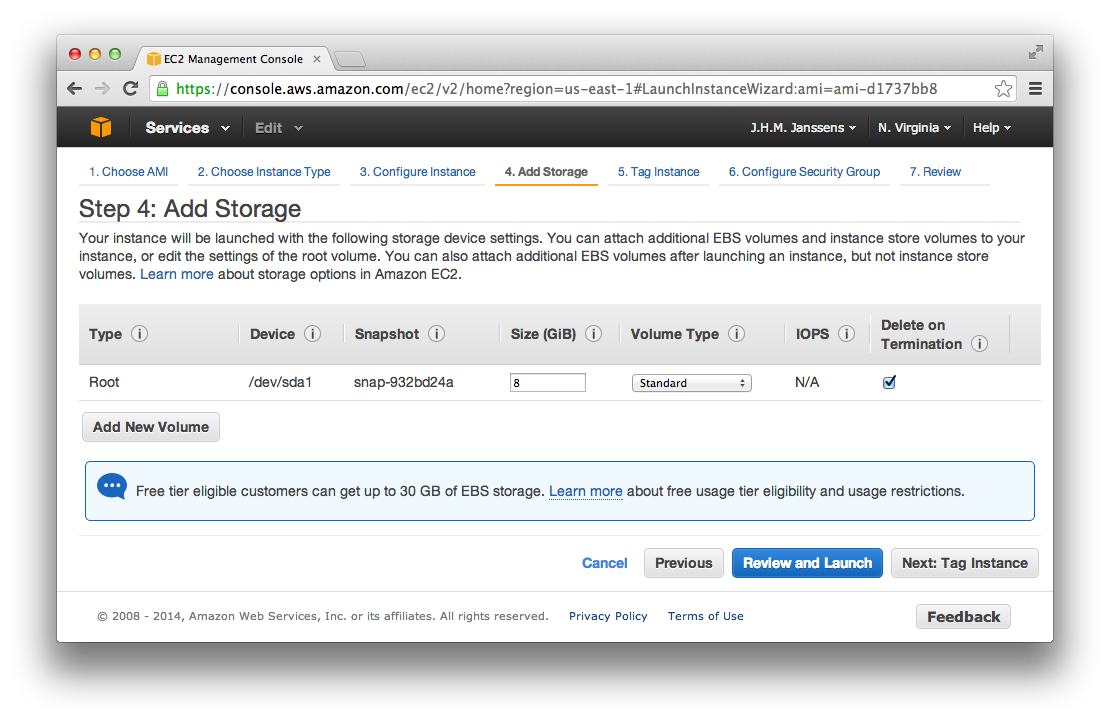 EC2 Management Console
https://console.aws.amazon.com/ec2/v2/home?region=us-east-1#LaunchInstanceWizard:ami=ami-d1737bb8
Services Edit J.H.M. Janssens N. Virginia Help
1. Choose AMI 2. Choose Instance Type 3. Configure Instance 4. Add Storage 5. Tag Instance 6. Configure Security Group 7. Review
Step 4: Add Storage
Your instance will be launched with the following storage device settings. You can attach additional EBS volumes and instance store volumes to your
instance, or edit the settings of the root volume. You can also attach additional EBS volumes after launching an instance, but not instance store
volumes. Learn more about storage options in Amazon EC2.
Type i Device i Snapshot i Size (GiB) i Volume Type i IOPS i Delete on
Termination i
Root /dev/sda1 snap-932bd24a 8 Standard N/A
Add New Volume
Free tier eligible customers can get up to 30 GB of EBS storage. Learn more about free usage tier eligibility and usage restrictions.
Cancel Previous Review and Launch Next: Tag Instance
© 2008 - 2014, Amazon Web Services, Inc. or its affiliates. All rights reserved. Privacy Policy Terms of Use Feedback